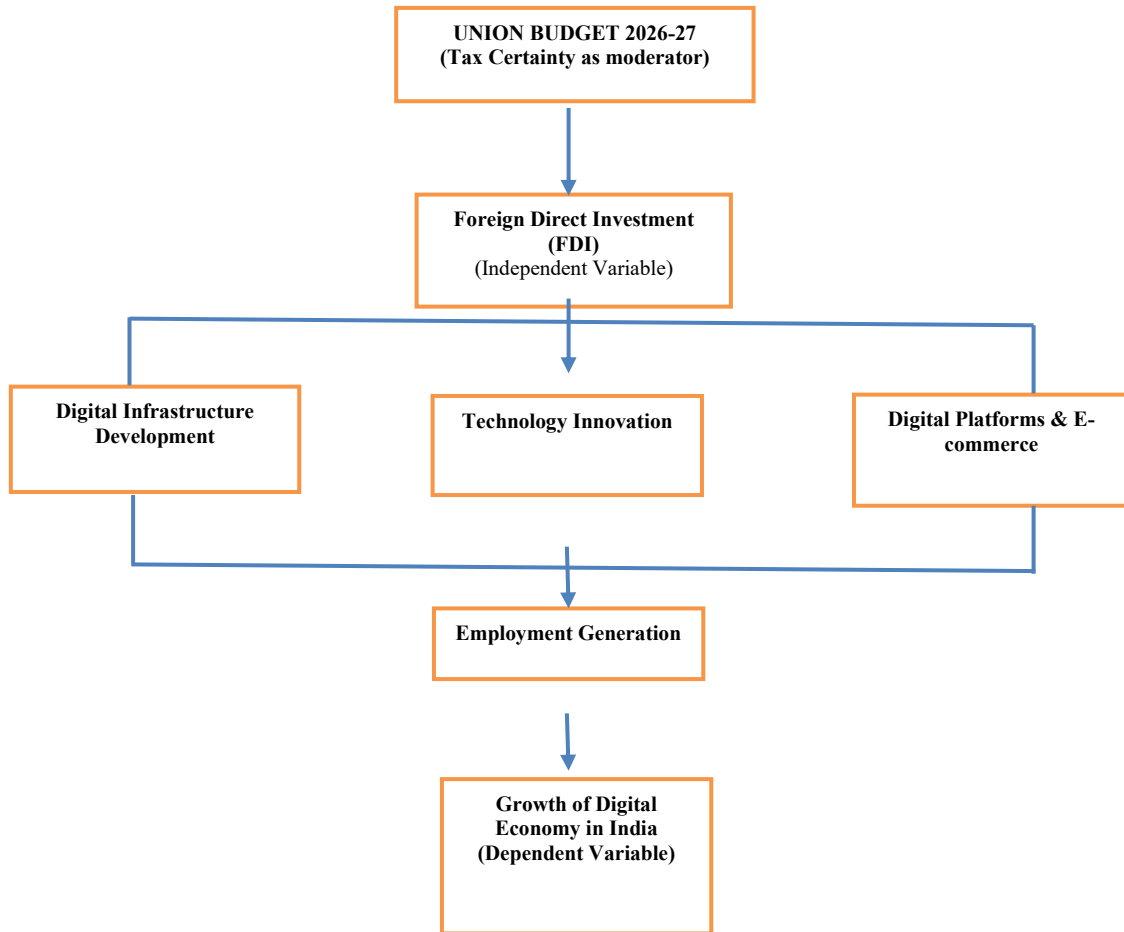 UNION BUDGET 2026-27
(Tax Certainty as moderator)
Foreign Direct Investment
(FDI)
(Independent Variable)
Digital Infrastructure
Development
Technology Innovation
Digital Platforms & E-
commerce
Employment Generation
Growth of Digital
Economy in India
(Dependent Variable)